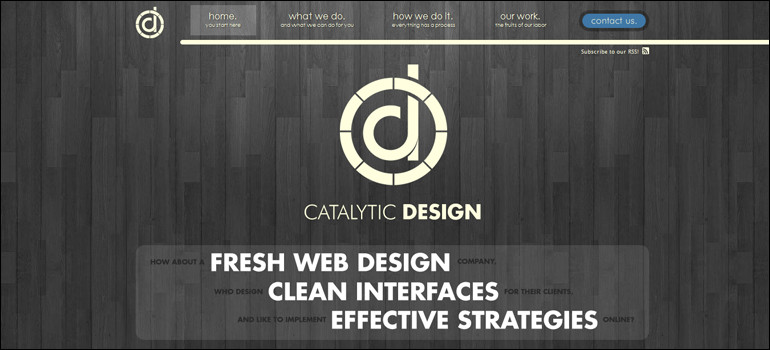 home. what we do. how we do it. our work. contact us.
you start here and what we can do for you everything has a process the fruits of our labor
Subscribe to our RSS!
CATALYTIC DESIGN
HOW ABOUT A FRESH WEB DESIGN COMPANY.
WHO DESIGN CLEAN INTERFACES FOR THEIR CLIENTS.
AND LIKE TO IMPLEMENT EFFECTIVE STRATEGIES ONLINE?